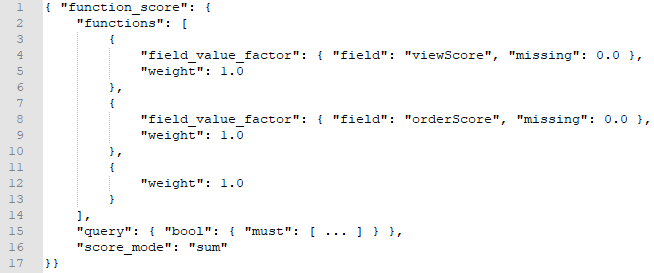 1 { "function_score": {
2     "functions": [
3         {
4             "field_value_factor": { "field": "viewScore", "missing": 0.0 },
5             "weight": 1.0
6         },
7         {
8             "field_value_factor": { "field": "orderScore", "missing": 0.0 },
9             "weight": 1.0
10         },
11         {
12             "weight": 1.0
13         }
14     ],
15     "query": { "bool": { "must": [ ... ] } },
16     "score_mode": "sum"
17 }}